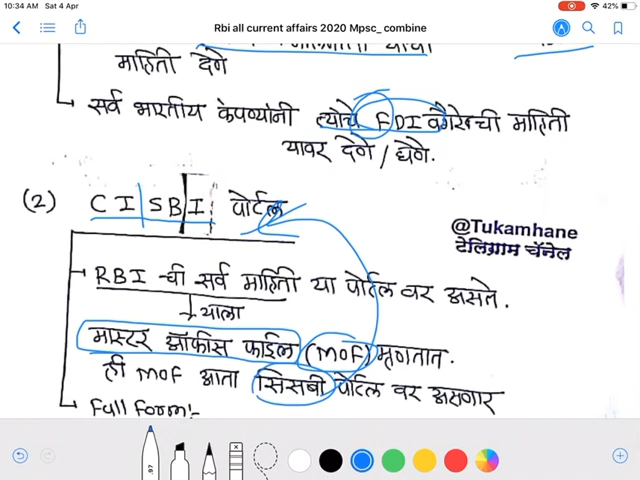 10:34 AM Sat 4 Apr
42%
Rbi all current affairs 2020 Mpsc_ combine
माहिती देणे
सर्व भारतीय कंपण्यांनी त्यांचे FDI वगैरेची माहिती
यावर देणे / घेणे.
(2) CISBI पोर्टल
@Tukamhane
टेलिग्राम चॅनेल
RBI ची सर्व माहिती या पोर्टल वर असते.
याला
मास्टर ऑफीस फाईल (MOF) म्हणतात.
ही MOF आता सिसबी पोर्टल वर असणार
Full Form:-
.97